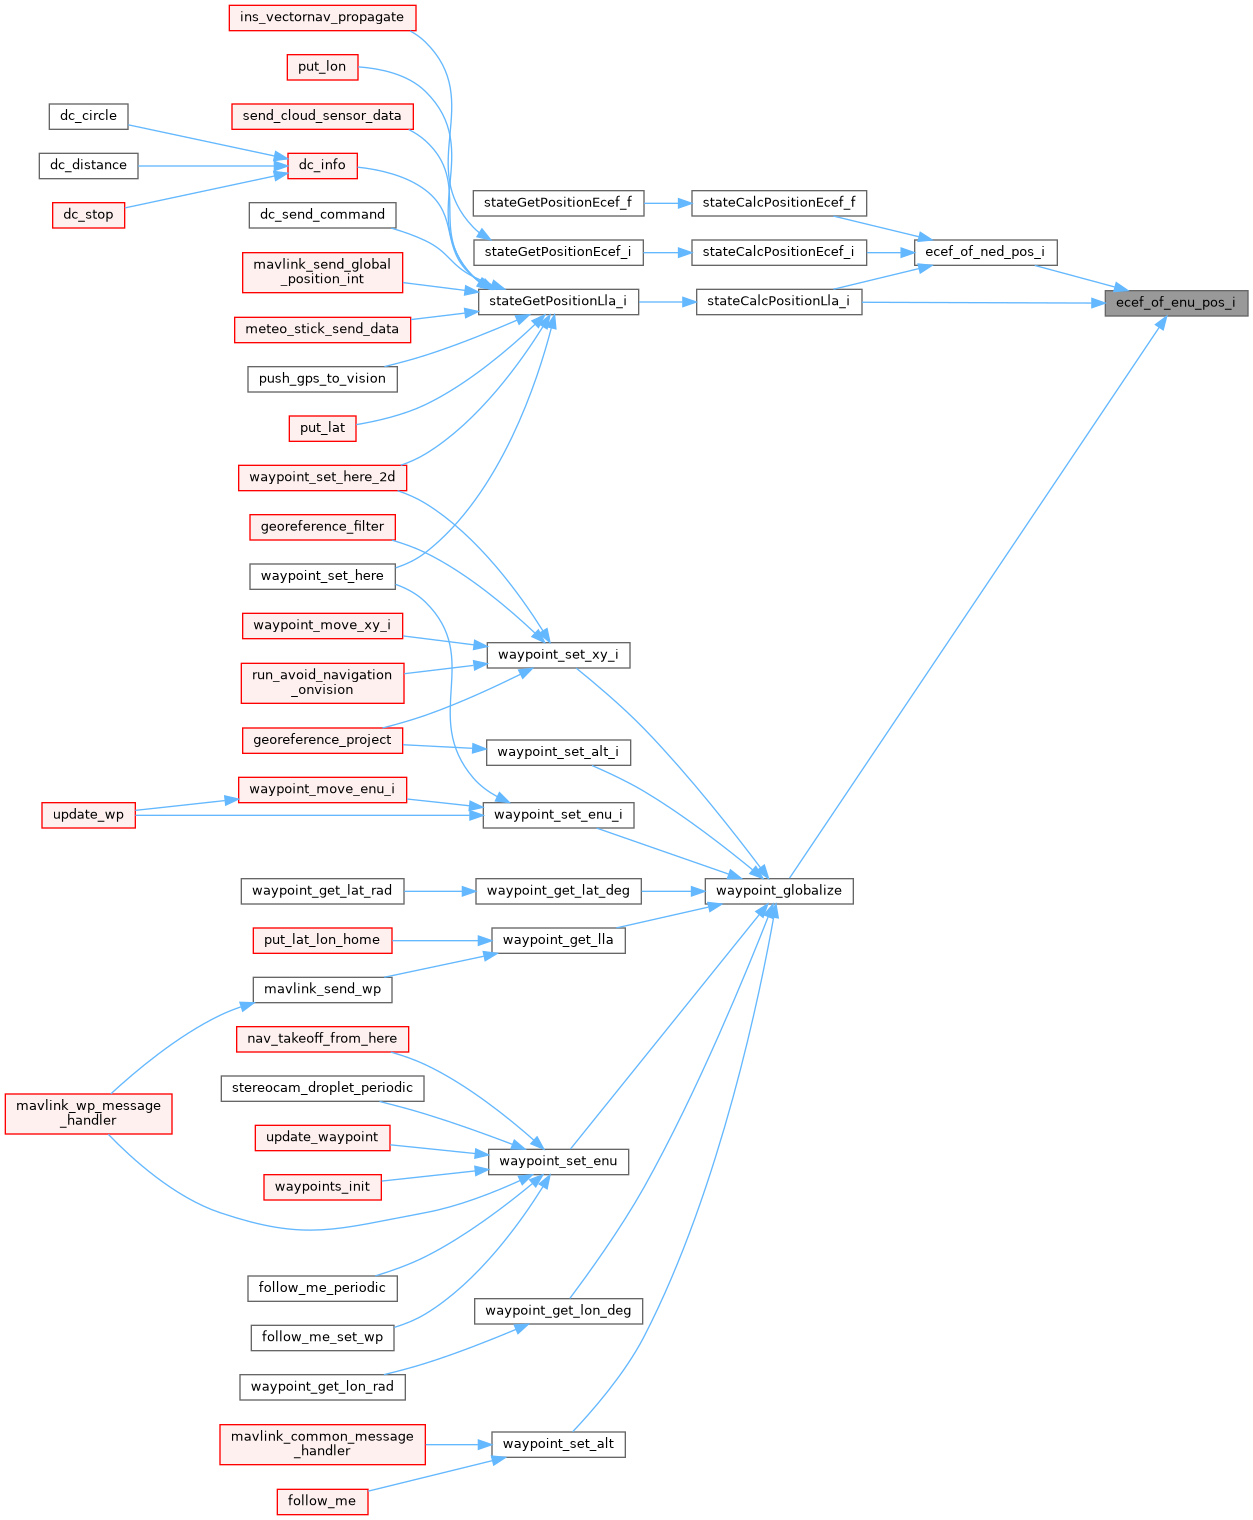 ins_vectornav_propagate
put_lon
send_cloud_sensor_data
dc_circle
dc_info
dc_distance
dc_stop
dc_send_command
stateGetPositionEcef_f
stateCalcPositionEcef_f
stateGetPositionEcef_i
stateCalcPositionEcef_i
ecef_of_ned_pos_i
mavlink_send_global
_position_int
stateGetPositionLla_i
stateCalcPositionLla_i
ecef_of_enu_pos_i
meteo_stick_send_data
push_gps_to_vision
put_lat
waypoint_set_here_2d
georeference_filter
waypoint_set_here
waypoint_move_xy_i
waypoint_set_xy_i
run_avoid_navigation
_onvision
georeference_project
waypoint_set_alt_i
waypoint_move_enu_i
update_wp
waypoint_set_enu_i
waypoint_get_lat_rad
waypoint_get_lat_deg
waypoint_globalize
put_lat_lon_home
waypoint_get_lla
mavlink_send_wp
nav_takeoff_from_here
stereocam_droplet_periodic
mavlink_wp_message
_handler
update_waypoint
waypoint_set_enu
waypoints_init
follow_me_periodic
waypoint_get_lon_deg
follow_me_set_wp
waypoint_get_lon_rad
mavlink_common_message
_handler
waypoint_set_alt
follow_me